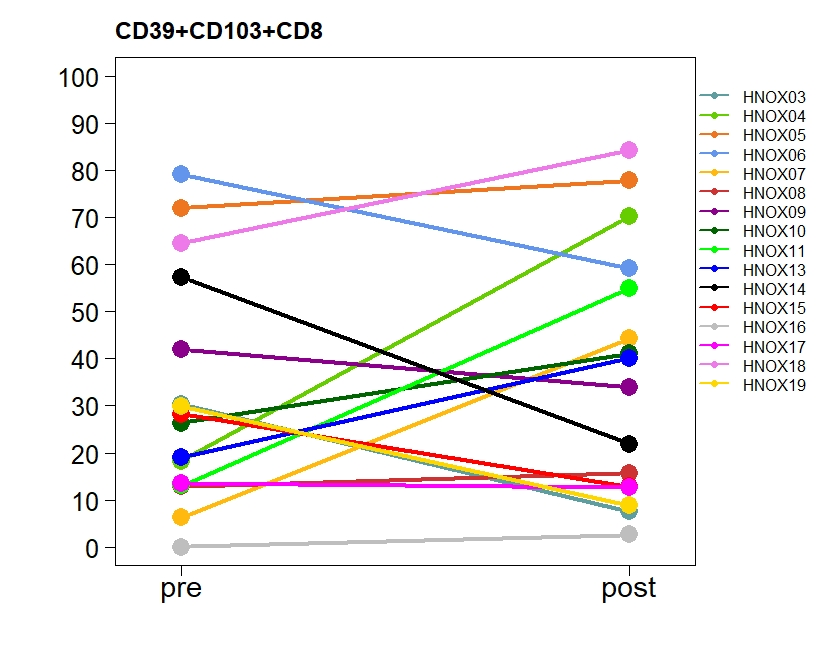 CD39+CD103+CD8
100
90
80
70
60
50
40
30
20
10
0
pre post
HNOX03
HNOX04
HNOX05
HNOX06
HNOX07
HNOX08
HNOX09
HNOX10
HNOX11
HNOX13
HNOX14
HNOX15
HNOX16
HNOX17
HNOX18
HNOX19